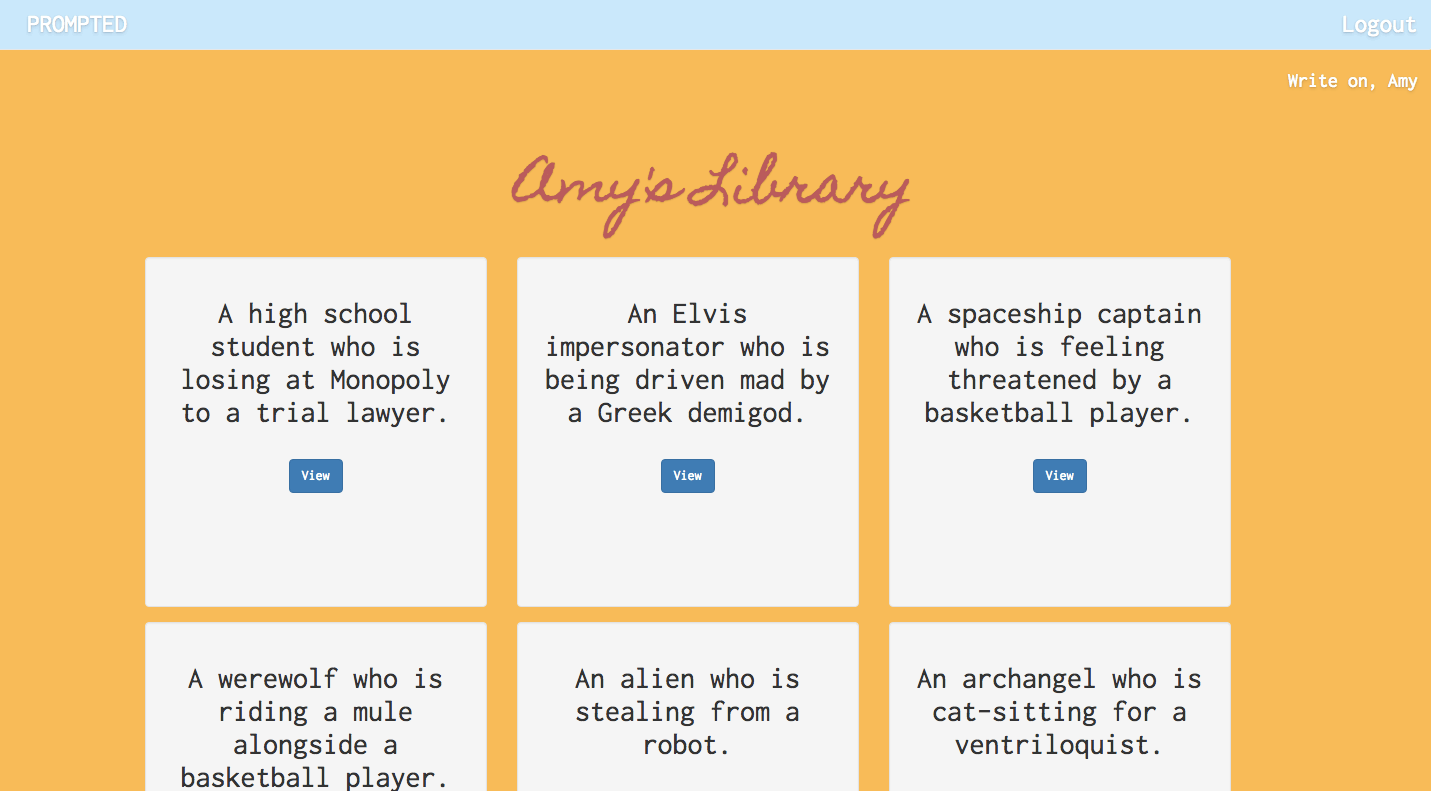 PROMPTED
Logout
Write on, Amy
Amy's Library
A high school
student who is
losing at Monopoly
to a trial lawyer.
View
An Elvis
impersonator who is
being driven mad by
a Greek demigod.
View
A spaceship captain
who is feeling
threatened by a
basketball player.
View
A werewolf who is
riding a mule
alongside a
basketball player.
An alien who is
stealing from a
robot.
An archangel who is
cat-sitting for a
ventriloquist.